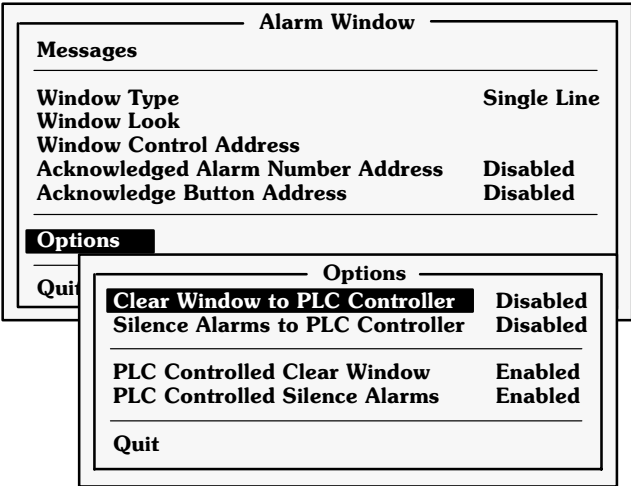 Alarm Window
Messages
Window Type Single Line
Window Look
Window Control Address
Acknowledged Alarm Number Address Disabled
Acknowledge Button Address Disabled
Options
Quit
Options
Clear Window to PLC Controller Disabled
Silence Alarms to PLC Controller Disabled
PLC Controlled Clear Window Enabled
PLC Controlled Silence Alarms Enabled
Quit